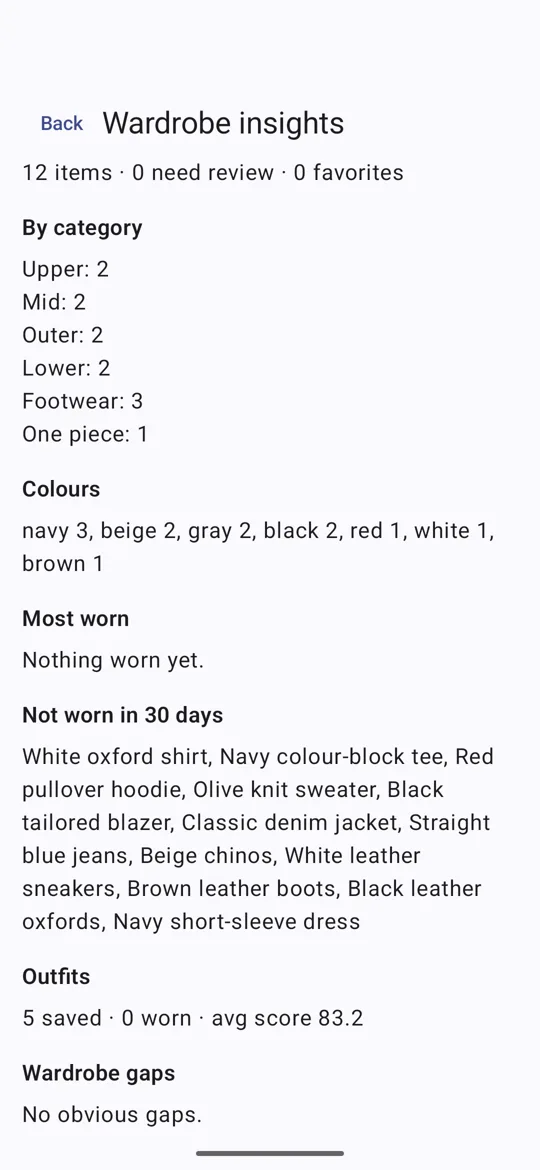 Back Wardrobe insights
12 items · 0 need review · 0 favorites
By category
Upper: 2
Mid: 2
Outer: 2
Lower: 2
Footwear: 3
One piece: 1
Colours
navy 3, beige 2, gray 2, black 2, red 1, white 1,
brown 1
Most worn
Nothing worn yet.
Not worn in 30 days
White oxford shirt, Navy colour-block tee, Red
pullover hoodie, Olive knit sweater, Black
tailored blazer, Classic denim jacket, Straight
blue jeans, Beige chinos, White leather
sneakers, Brown leather boots, Black leather
oxfords, Navy short-sleeve dress
Outfits
5 saved · 0 worn · avg score 83.2
Wardrobe gaps
No obvious gaps.